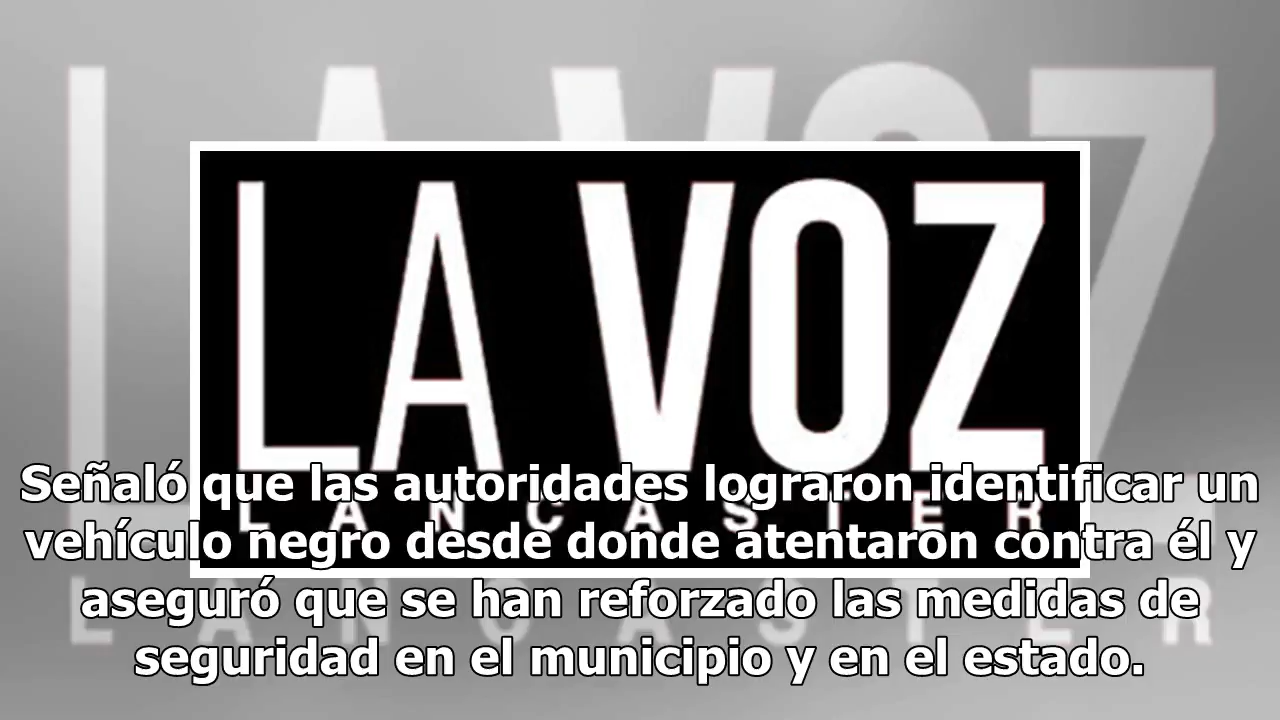 LA VOZ
LANCASTER
Señaló que las autoridades lograron identificar un
vehículo negro desde donde atentaron contra él y
aseguró que se han reforzado las medidas de
seguridad en el municipio y en el estado.